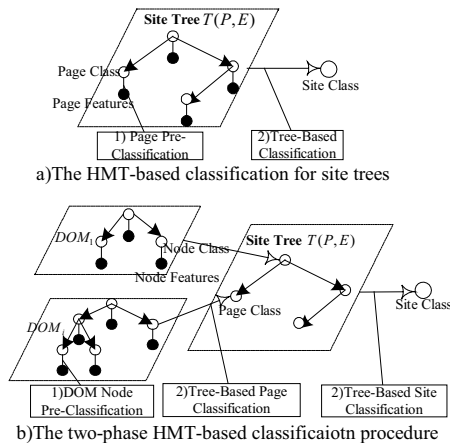 Site Tree T(P,E)
Page Class
Page Features
Site Class
1) Page Pre-
Classification
2)Tree-Based
Classification
a)The HMT-based classification for site trees
DOM1
Node Class
Site Tree T(P,E)
Node Features
Page Class
DOMi
Site Class
1)DOM Node
Pre-Classification
2)Tree-Based Page
Classification
2)Tree-Based Site
Classification
b)The two-phase HMT-based classificaiotn procedure